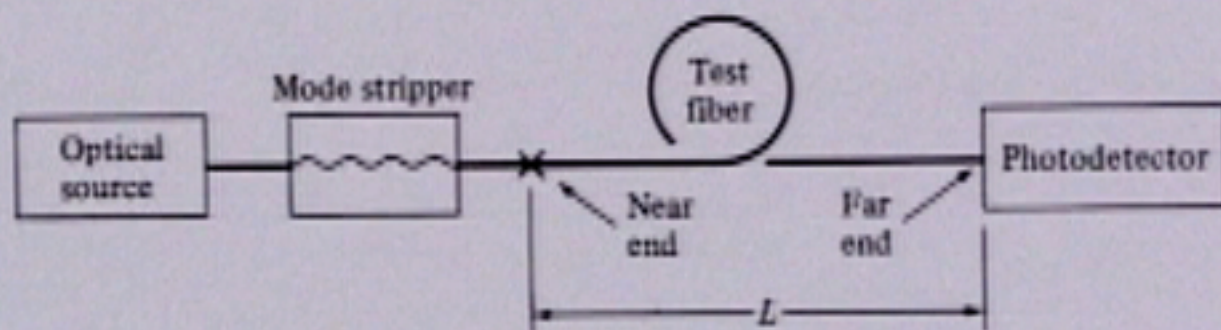 Mode stripper
Optical
source
Test
fiber
Photodetector
Near
end
Far
end
L